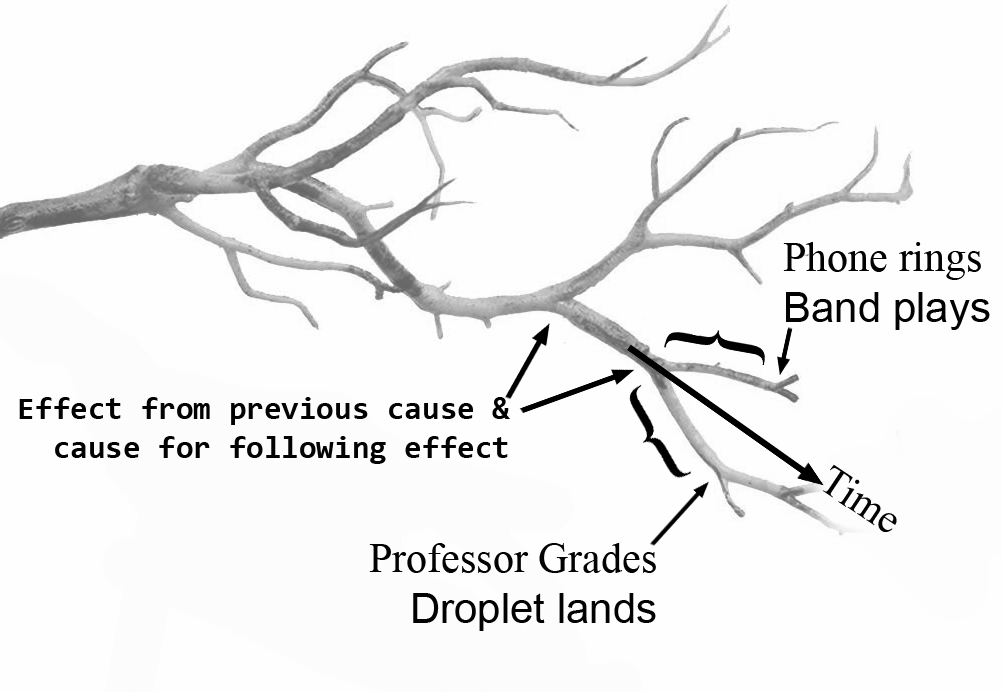 Phone rings
Band plays
Effect from previous cause &
cause for following effect
Time
Professor Grades
Droplet lands